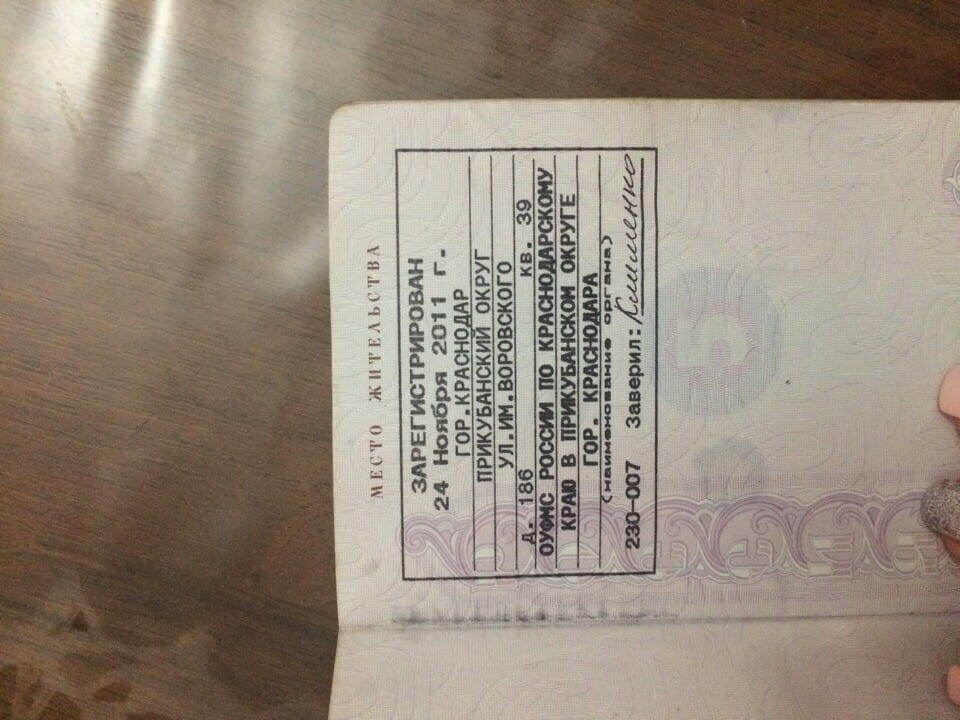 МЕСТО ЖИТЕЛЬСТВА
ЗАРЕГИСТРИРОВАН
24 Ноября 2011 г.
ГОР.КРАСНОДАР
ПРИКУБАНСКИЙ ОКРУГ
УЛ.ИМ.ВОРОВСКОГО
Д. 186 КВ. 39
ОУФМС РОССИИ ПО КРАСНОДАРСКОМУ
КРАЮ В ПРИКУБАНСКОМ ОКРУГЕ
ГОР. КРАСНОДАРА
(наименование органа)
230-007 Заверил: Клименко